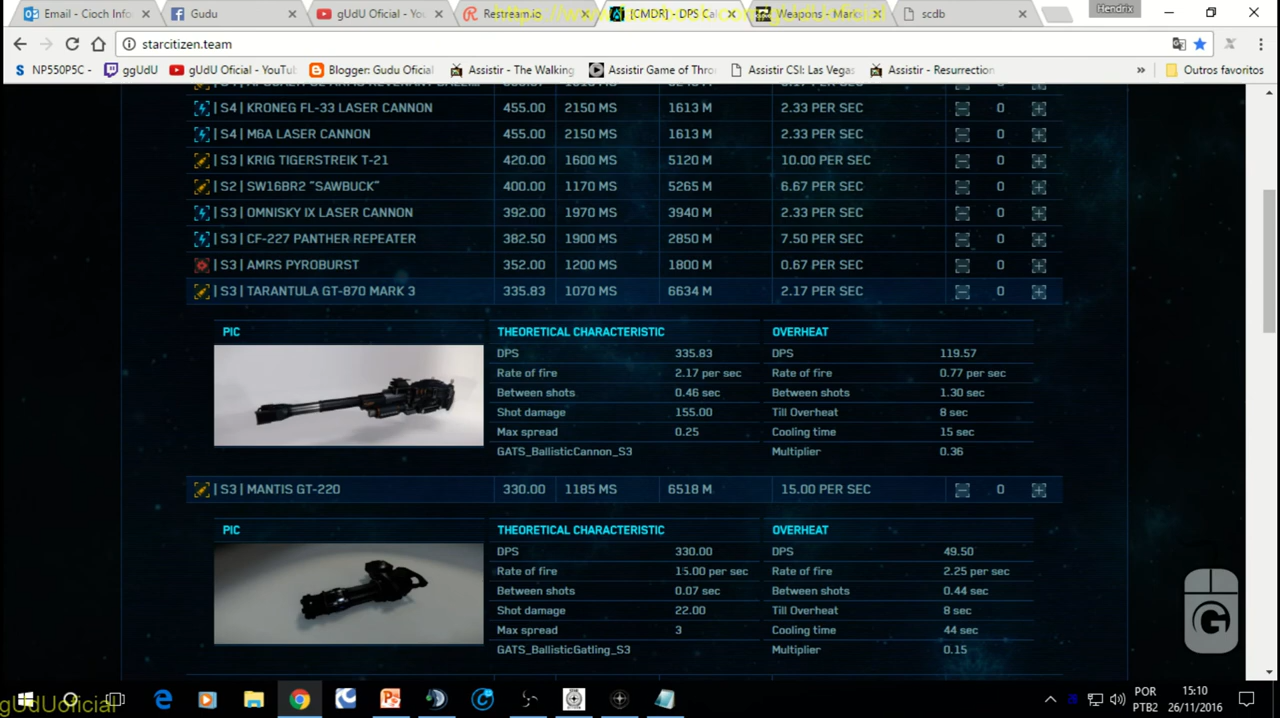 Hendrix
Email - Cioch Info
Gudu
gUdU Oficial - You
Restream.io
[CMDR] - DPS Cal
Weapons - Mark
scdb
starcitizen.team
NP550P5C -
ggUdU
gUdU Oficial - YouTub
Blogger: Gudu Oficial
Assistir - The Walking
Assistir Game of Thron
Assistir CSI: Las Vegas
Assistir - Resurrection
»
Outros favoritos
S4 | KRONEG FL-33 LASER CANNON 455.00 2150 MS 1613 M 2.33 PER SEC 0
S4 | M6A LASER CANNON 455.00 2150 MS 1613 M 2.33 PER SEC 0
S3 | KRIG TIGERSTREIK T-21 420.00 1600 MS 5120 M 10.00 PER SEC 0
S2 | SW16BR2 "SAWBUCK" 400.00 1170 MS 5265 M 6.67 PER SEC 0
S3 | OMNISKY IX LASER CANNON 392.00 1970 MS 3940 M 2.33 PER SEC 0
S3 | CF-227 PANTHER REPEATER 382.50 1900 MS 2850 M 7.50 PER SEC 0
S3 | AMRS PYROBURST 352.00 1200 MS 1800 M 0.67 PER SEC 0
S3 | TARANTULA GT-870 MARK 3 335.83 1070 MS 6634 M 2.17 PER SEC 0
PIC THEORETICAL CHARACTERISTIC OVERHEAT
DPS 335.83 DPS 119.57
Rate of fire 2.17 per sec Rate of fire 0.77 per sec
Between shots 0.46 sec Between shots 1.30 sec
Shot damage 155.00 Till Overheat 8 sec
Max spread 0.25 Cooling time 15 sec
GATS_BallisticCannon_S3 Multiplier 0.36
S3 | MANTIS GT-220 330.00 1185 MS 6518 M 15.00 PER SEC 0
PIC THEORETICAL CHARACTERISTIC OVERHEAT
DPS 330.00 DPS 49.50
Rate of fire 15.00 per sec Rate of fire 2.25 per sec
Between shots 0.07 sec Between shots 0.44 sec
Shot damage 22.00 Till Overheat 8 sec
Max spread 3 Cooling time 44 sec
GATS_BallisticGatling_S3 Multiplier 0.15
G
gUdUoficial
POR 15:10
PTB2 26/11/2016